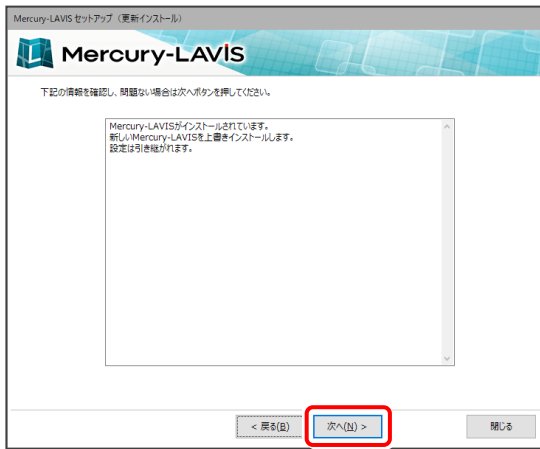 Mercury-LAVIS セットアップ（更新インストール）
Mercury-LAVIS
下記の情報を確認し、問題ない場合は次へボタンを押してください。
Mercury-LAVISがインストールされています。
新しいMercury-LAVISを上書きインストールします。
設定は引き継がれます。
< 戻る(B) 次へ(N) > 閉じる